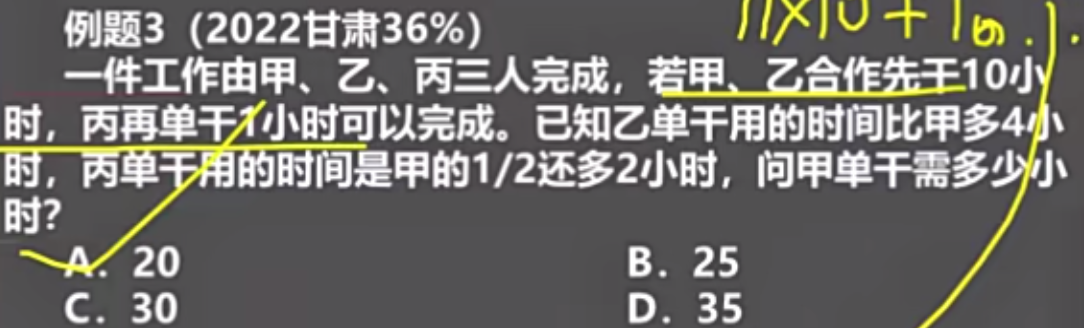 例题3（2022甘肃36%）
11×10+1
一件工作由甲、乙、丙三人完成，若甲、乙合作先干10小
时，丙再单干1小时可以完成。已知乙单干用的时间比甲多4小
时，丙单干用的时间是甲的1/2还多2小时，问甲单干需多少小
时？
A．20
B．25
C．30
D．35